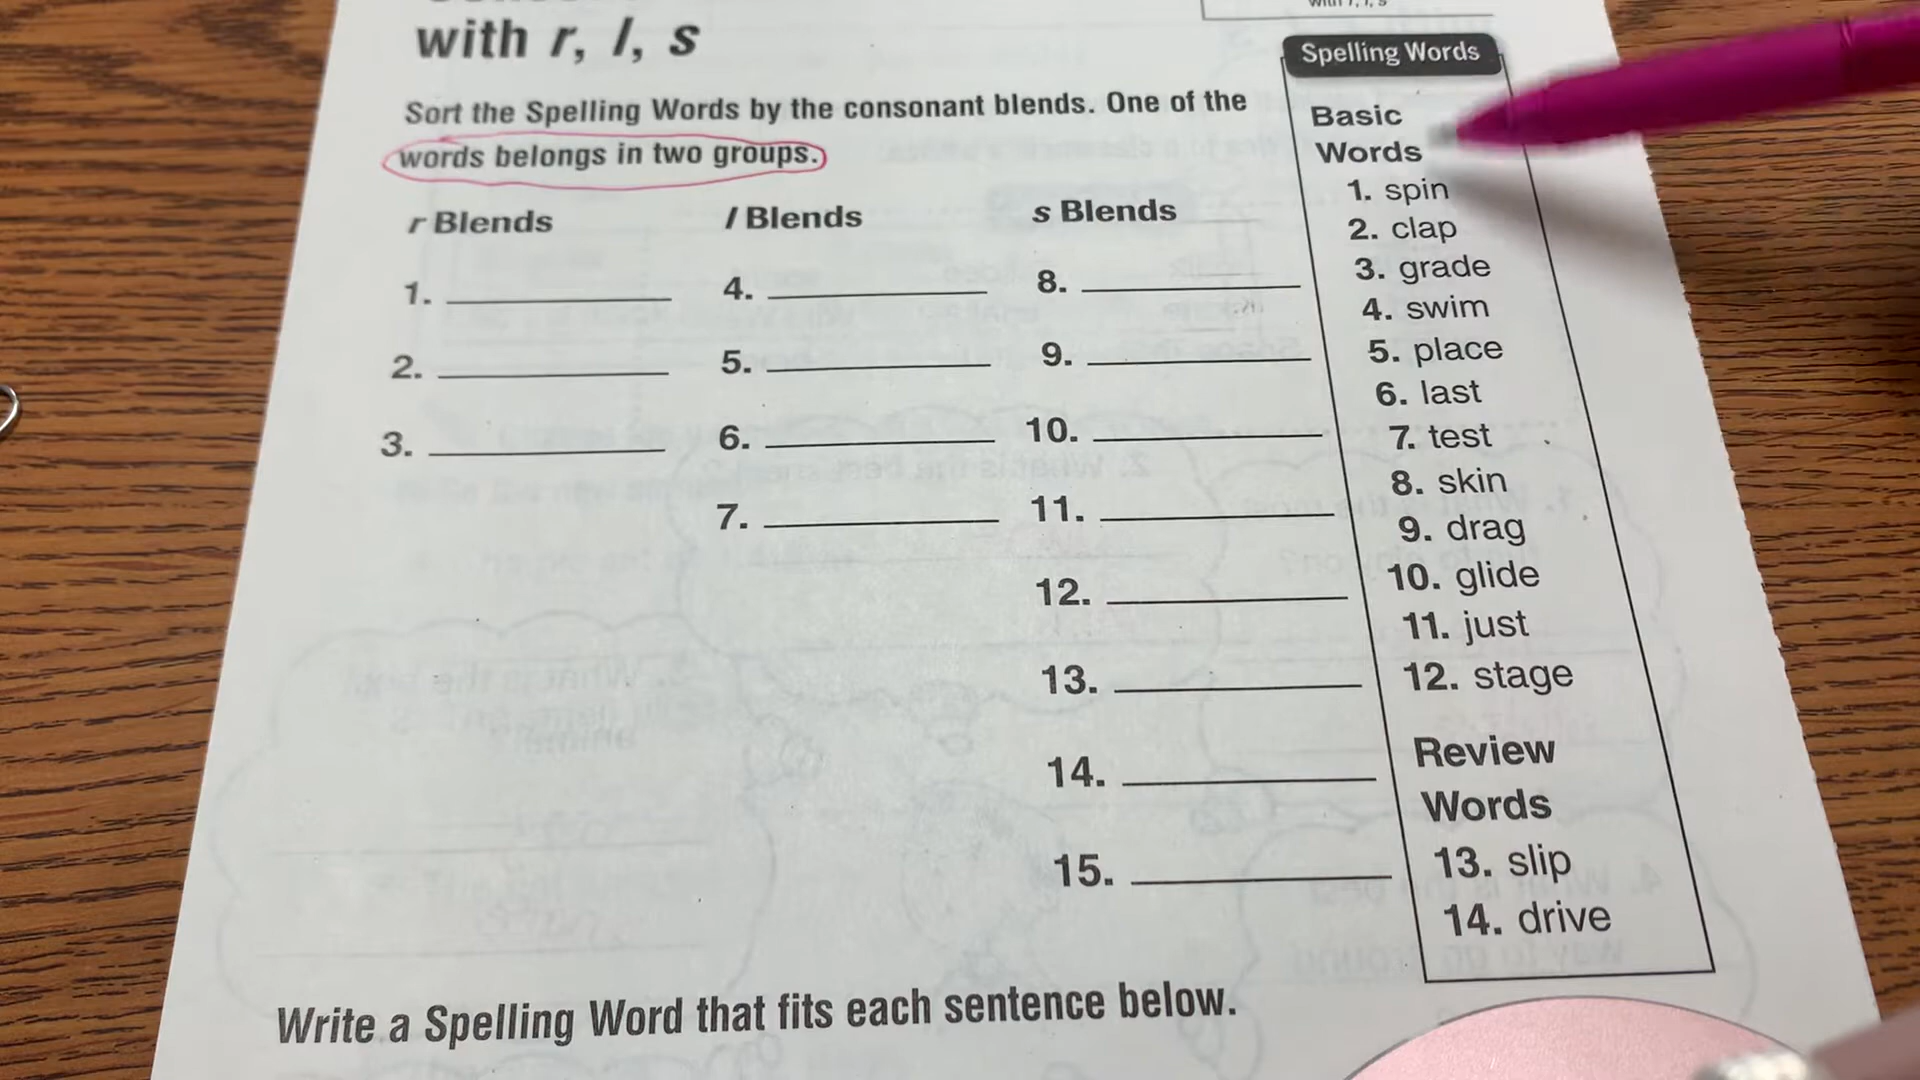 with r, l, s
Sort the Spelling Words by the consonant blends. One of the
words belongs in two groups.
r Blends
1.
2.
3.
l Blends
4.
5.
6.
7.
s Blends
8.
9.
10.
11.
12.
13.
14.
15.
Spelling Words
Basic
Words
1. spin
2. clap
3. grade
4. swim
5. place
6. last
7. test
8. skin
9. drag
10. glide
11. just
12. stage
Review
Words
13. slip
14. drive
Write a Spelling Word that fits each sentence below.